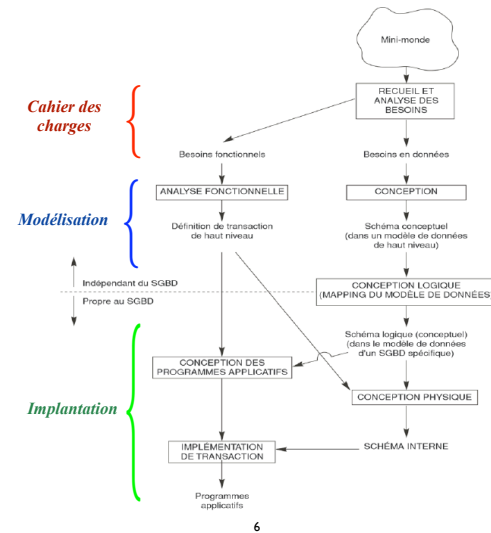 Mini-monde
RECUEIL ET
ANALYSE DES
BESOINS
Cahier des
charges
Besoins fonctionnels
Besoins en données
ANALYSE FONCTIONNELLE
CONCEPTION
Modélisation
Définition de transaction
de haut niveau
Schéma conceptuel
(dans un modèle de données
de haut niveau)
Indépendant du SGBD
Propre au SGBD
CONCEPTION LOGIQUE
(MAPPING DU MODÈLE DE DONNÉES)
Schéma logique (conceptuel)
(dans le modèle de données
d'un SGBD spécifique)
CONCEPTION DES
PROGRAMMES APPLICATIFS
CONCEPTION PHYSIQUE
Implantation
IMPLÉMENTATION
DE TRANSACTION
SCHÉMA INTERNE
Programmes
applicatifs
6